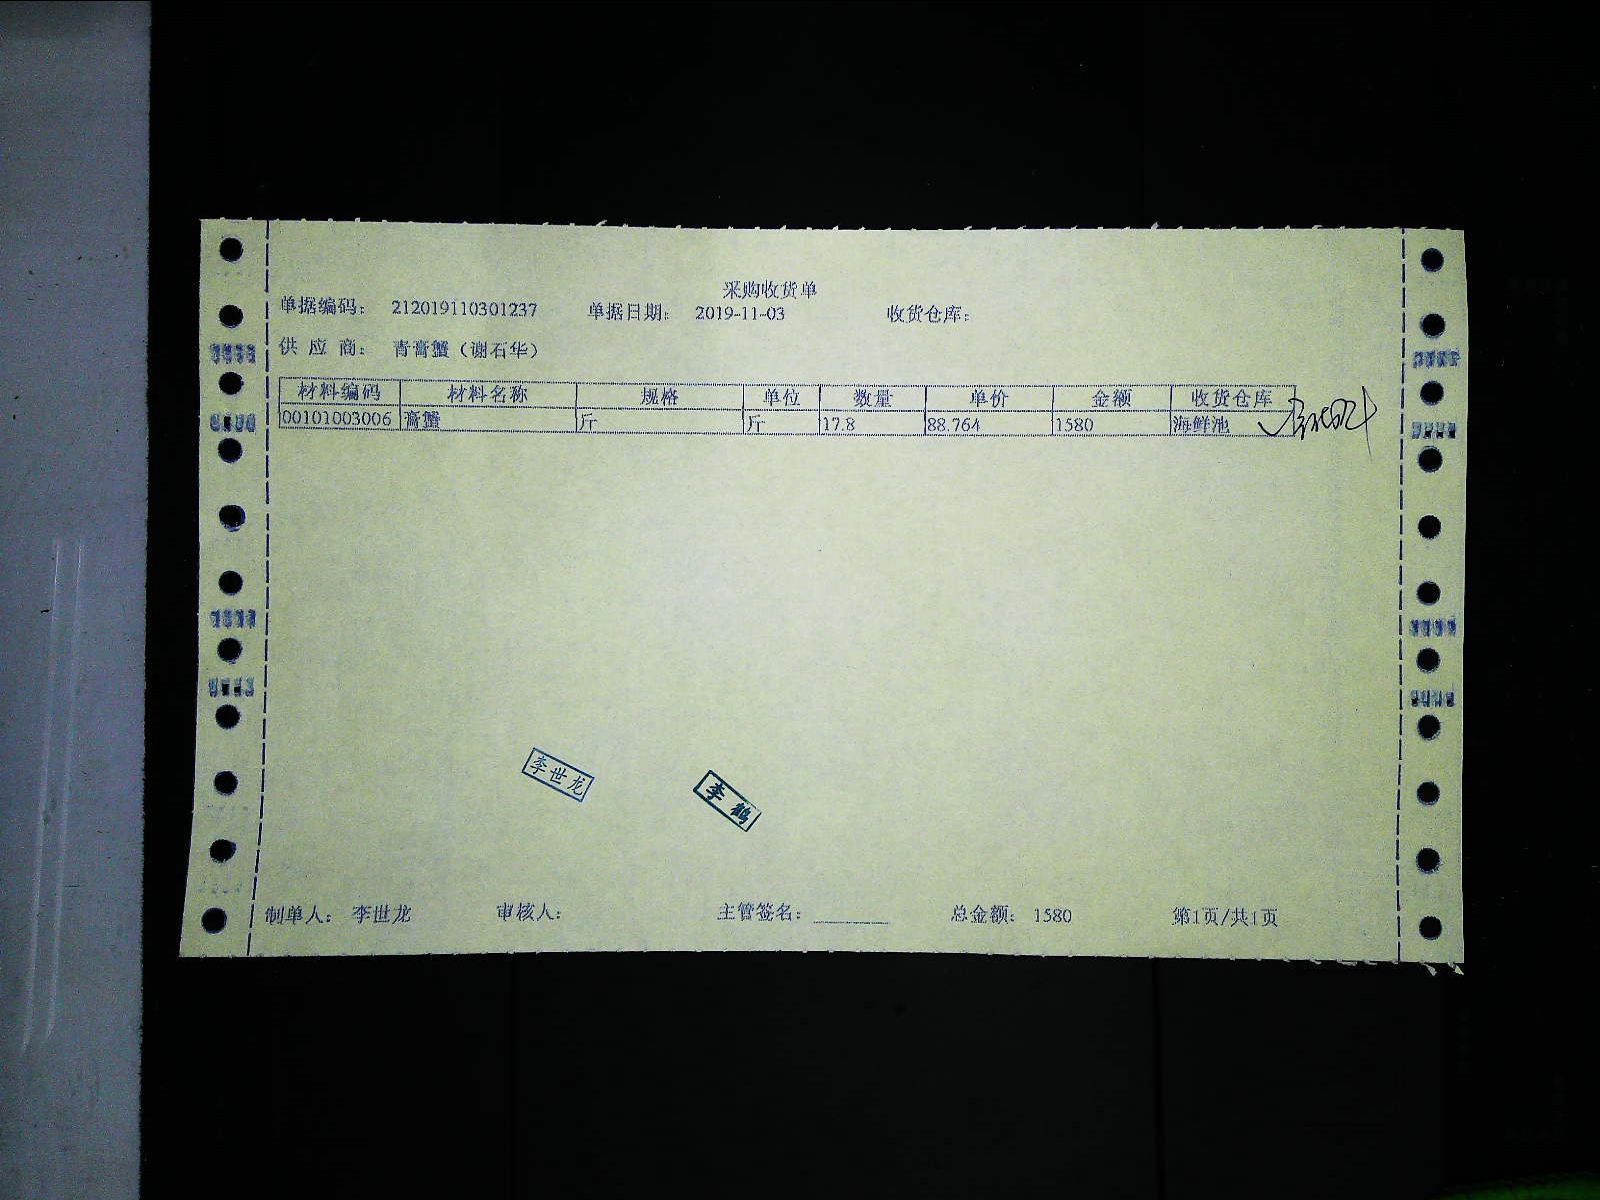 采购收货单
单据编码： 212019110301237 单据日期： 2019-11-03 收货仓库：
供 应 商： 青膏蟹（谢石华）
材料编码 材料名称 规格 单位 数量 单价 金额 收货仓库
00101003006 膏蟹 斤 斤 17.8 88.764 1580 海鲜池
李世龙
李鹤
制单人： 李世龙 审核人： 主管签名： 总金额： 1580 第1页/共1页